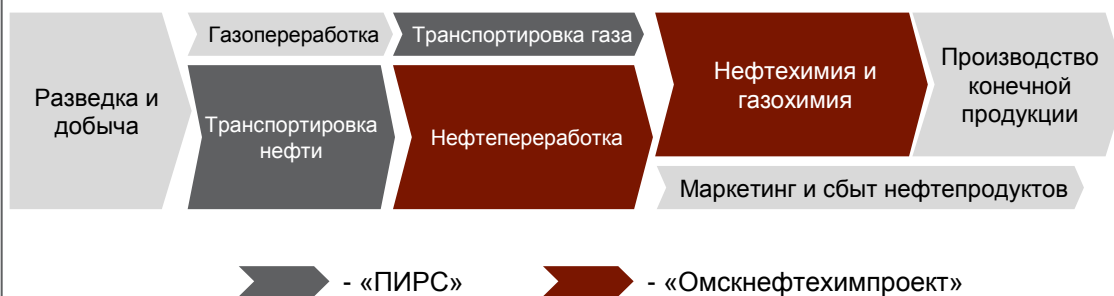 Разведка и
добыча
Газопереработка
Транспортировка
нефти
Транспортировка газа
Нефтепереработка
Нефтехимия и
газохимия
Производство
конечной
продукции
Маркетинг и сбыт нефтепродуктов
- «ПИРС»
- «Омскнефтехимпроект»